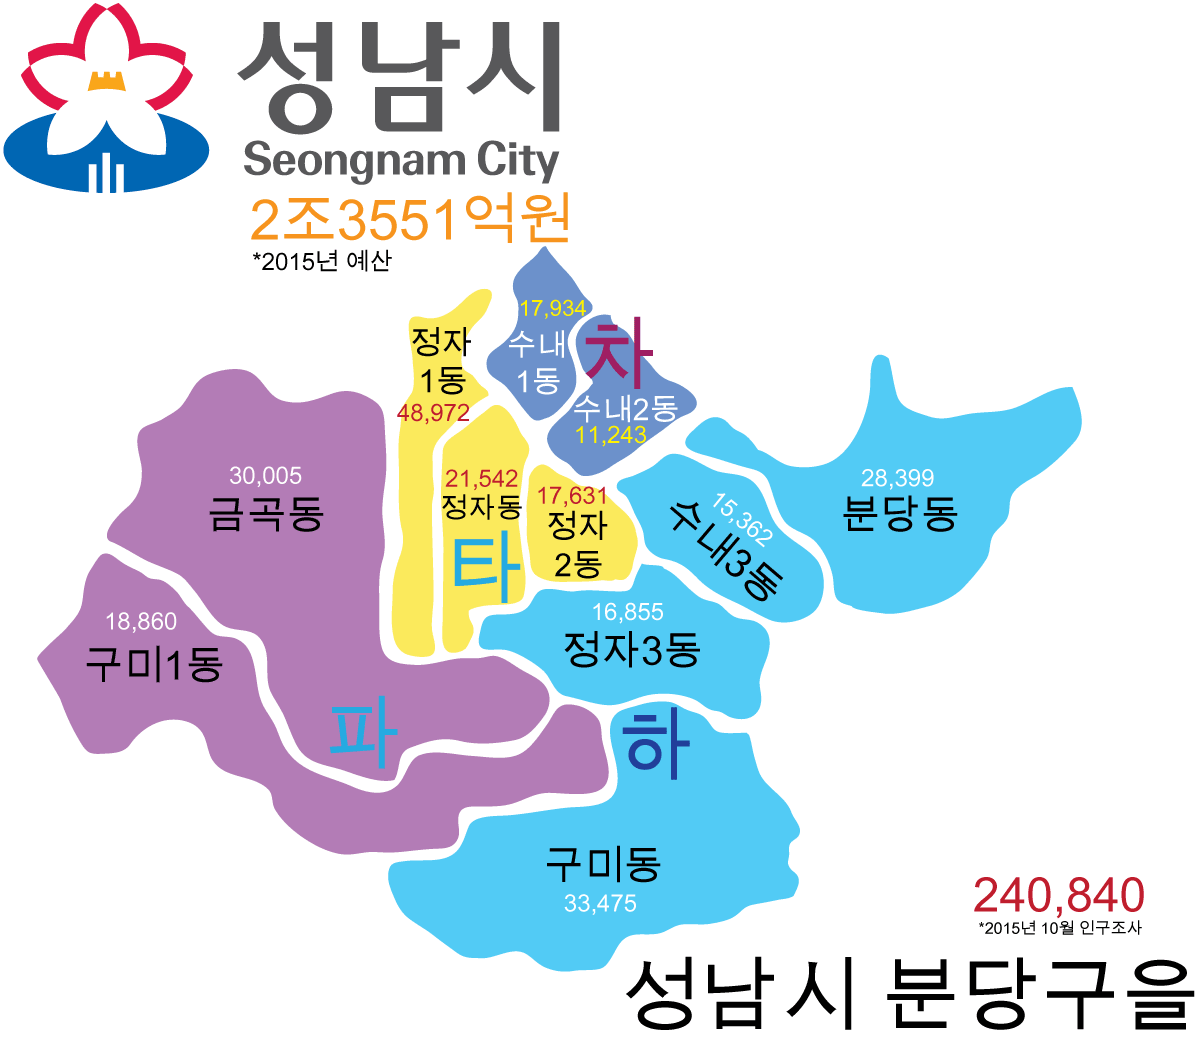 성남시
Seongnam City
2조3551억원
*2015년 예산
17,934
수내
1동
차
수내2동
11,243
정자
1동
48,972
21,542
정자동
타
17,631
정자
2동
30,005
금곡동
28,399
분당동
15,362
수내3동
18,860
구미1동
16,855
정자3동
파
하
구미동
33,475
240,840
*2015년 10월 인구조사
성남시 분당구을